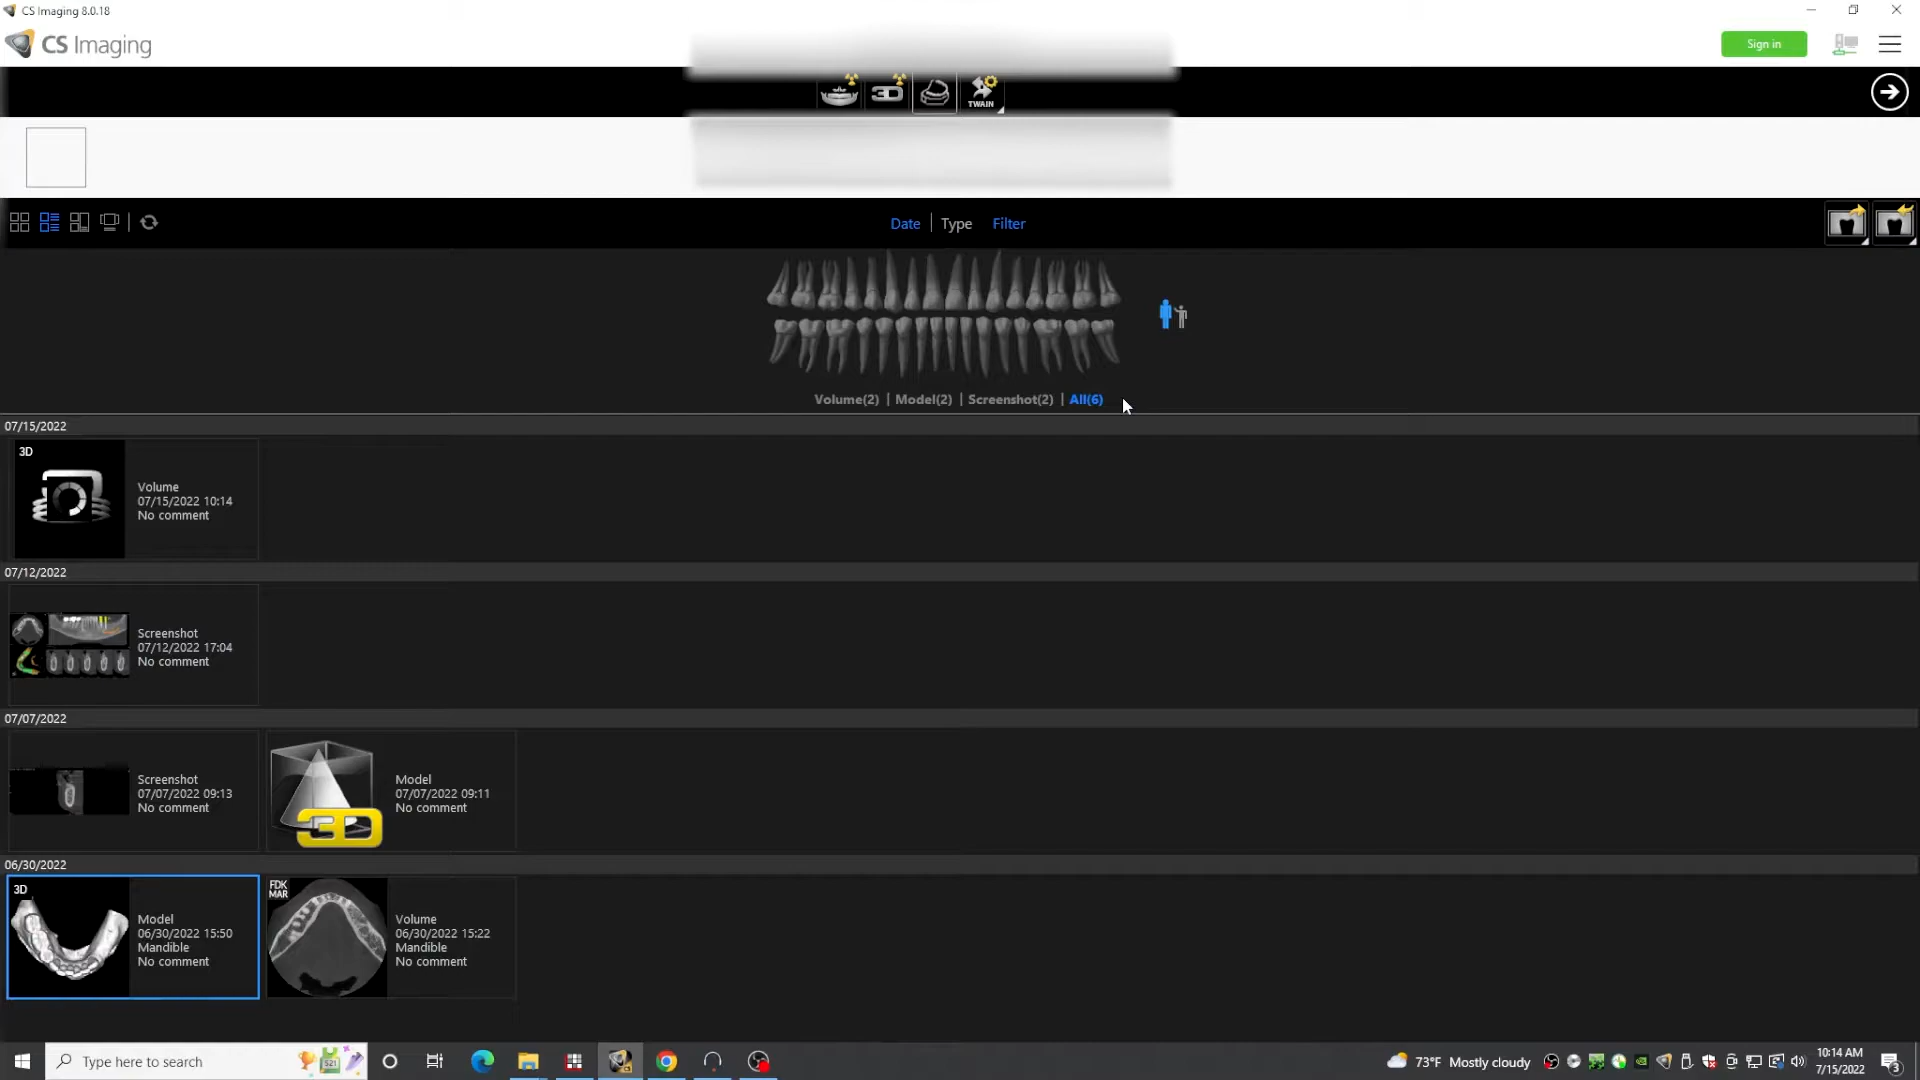 CS Imaging 8.0.18
CS Imaging
Sign in
3D
TWAIN
Date | Type Filter
Volume(2) | Model(2) | Screenshot(2) | All(6)
07/15/2022
3D
Volume
07/15/2022 10:14
No comment
07/12/2022
Screenshot
07/12/2022 17:04
No comment
07/07/2022
Screenshot
07/07/2022 09:13
No comment
3D
Model
07/07/2022 09:11
No comment
06/30/2022
3D
Model
06/30/2022 15:50
Mandible
No comment
FDK
MAR
Volume
06/30/2022 15:22
Mandible
No comment
Type here to search
521
73°F Mostly cloudy
10:14 AM
7/15/2022
3